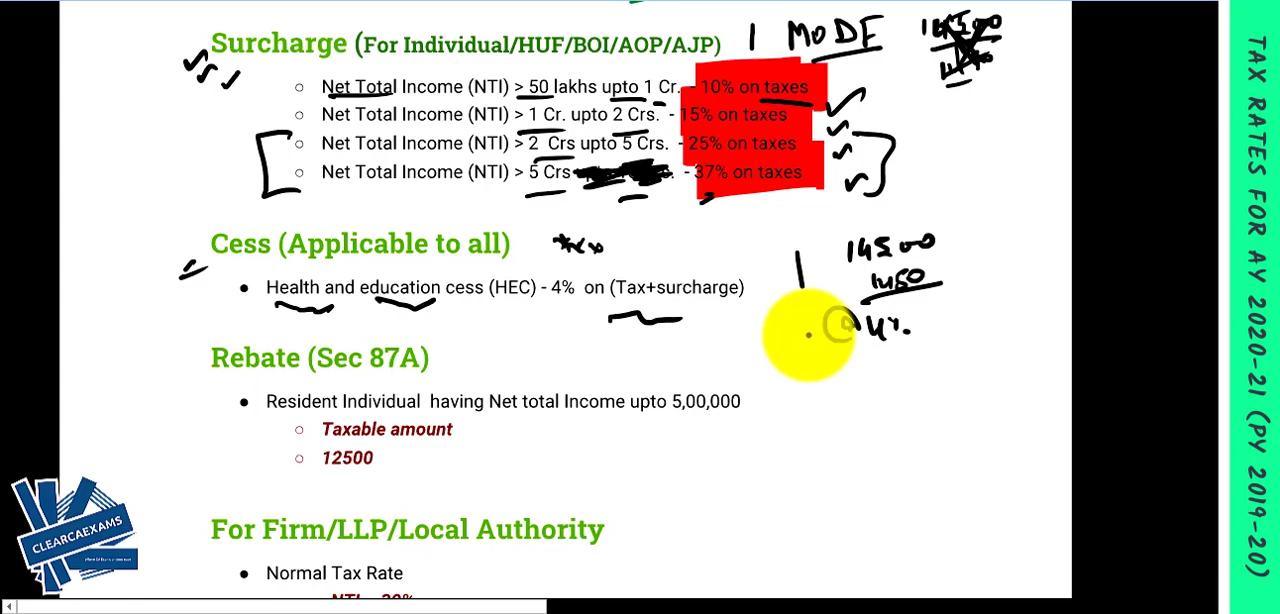 Surcharge (For Individual/HUF/BOI/AOP/AJP)
1 MODE
Net Total Income (NTI) > 50 lakhs upto 1 Cr. - 10% on taxes
Net Total Income (NTI) > 1 Cr. upto 2 Crs. - 15% on taxes
Net Total Income (NTI) > 2 Crs upto 5 Crs. - 25% on taxes
Net Total Income (NTI) > 5 Crs - 37% on taxes
Cess (Applicable to all)
14500
1450
Health and education cess (HEC) - 4% on (Tax+surcharge)
4%
Rebate (Sec 87A)
Resident Individual having Net total Income upto 5,00,000
Taxable amount
12500
For Firm/LLP/Local Authority
Normal Tax Rate
NTI - 30%
CLEARCAEXAMS
TAX RATES FOR AY 2020-21 (PY 2019-20)